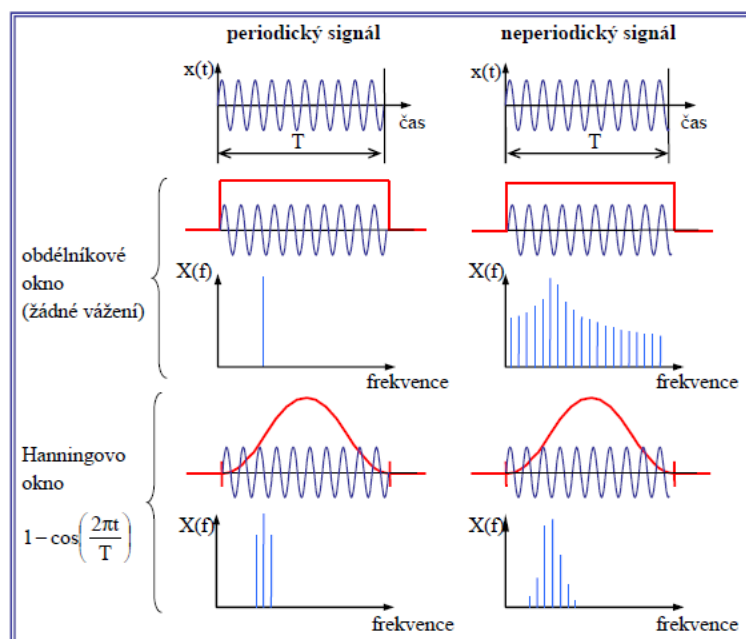 periodický signál
neperiodický signál
x(t)
čas
T
x(t)
čas
T
obdélníkové
okno
(žádné vážení)
X(f)
frekvence
X(f)
frekvence
Hanningovo
okno
1−cos(2πt/T)
X(f)
frekvence
X(f)
frekvence